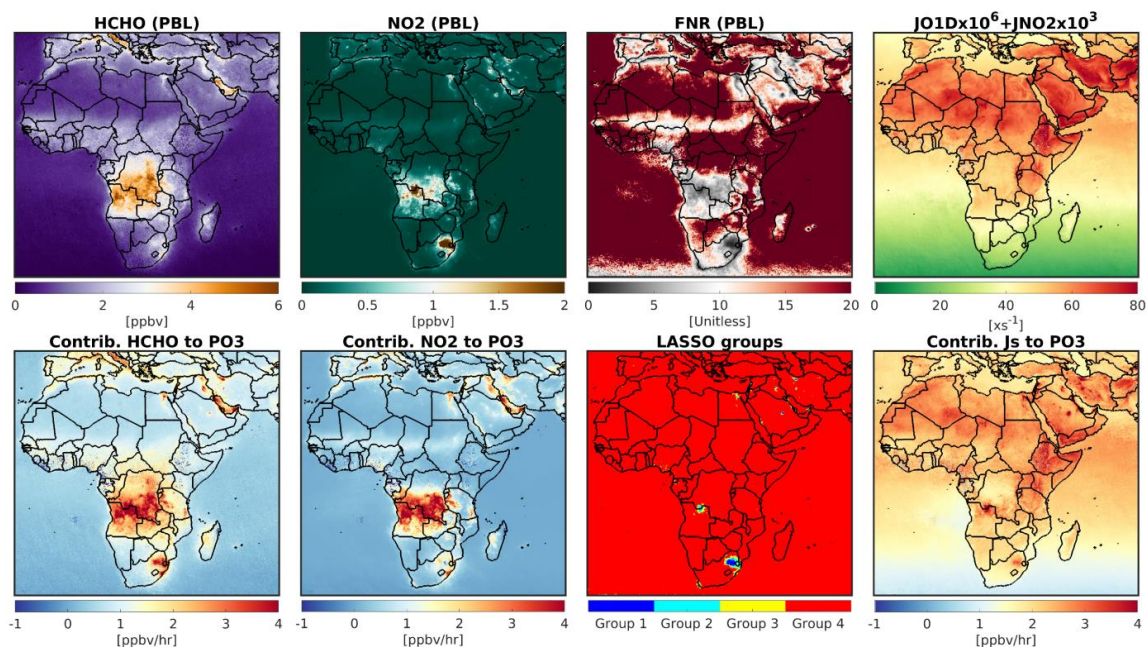 HCHO (PBL) NO2 (PBL) FNR (PBL) JO1Dx10⁶+JNO2x10³
0 2 4 6 0 0.5 1 1.5 2 0 5 10 15 20 0 20 40 60 80
[ppbv] [ppbv] [Unitless] [xs⁻¹]
Contrib. HCHO to PO3 Contrib. NO2 to PO3 LASSO groups Contrib. Js to PO3
-1 0 1 2 3 4 -1 0 1 2 3 4 Group 1 Group 2 Group 3 Group 4 -1 0 1 2 3 4
[ppbv/hr] [ppbv/hr] [ppbv/hr]